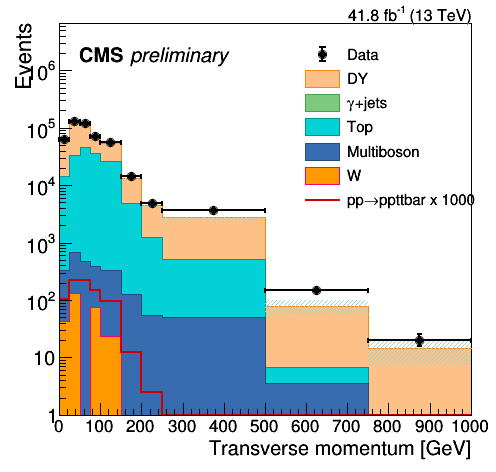 41.8 fb⁻¹ (13 TeV)
Events
CMS preliminary
Data
DY
γ+jets
Top
Multiboson
W
pp→ppttbar x 1000
10⁶
10⁵
10⁴
10³
10²
10
1
0 100 200 300 400 500 600 700 800 900 1000
Transverse momentum [GeV]